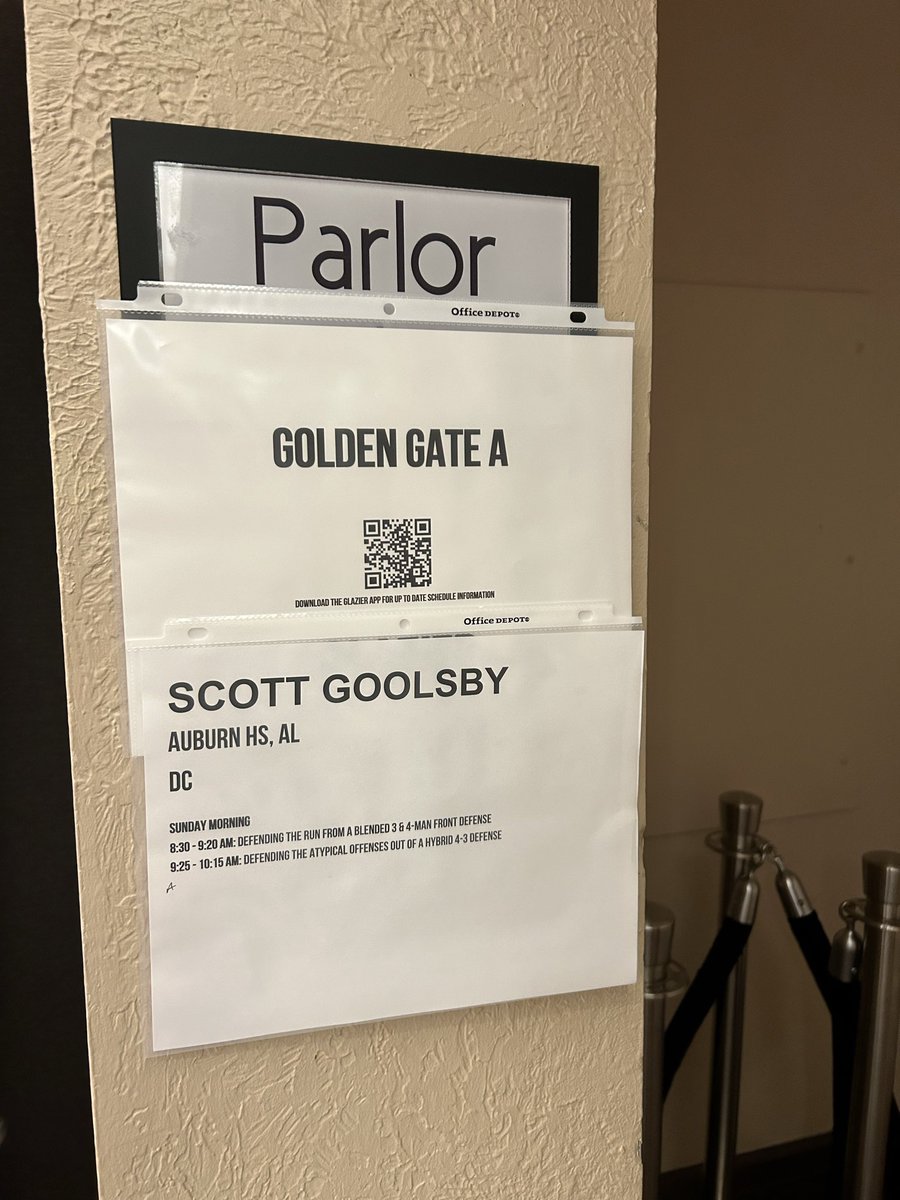 Parlor
Office DEPOT®
GOLDEN GATE A
DOWNLOAD THE GLAZIER APP FOR UP TO DATE SCHEDULE INFORMATION
Office DEPOT®
SCOTT GOOLSBY
AUBURN HS, AL
DC
SUNDAY MORNING
8:30 - 9:20 AM: DEFENDING THE RUN FROM A BLENDED 3 & 4-MAN FRONT DEFENSE
9:25 - 10:15 AM: DEFENDING THE ATYPICAL OFFENSES OUT OF A HYBRID 4-3 DEFENSE
A